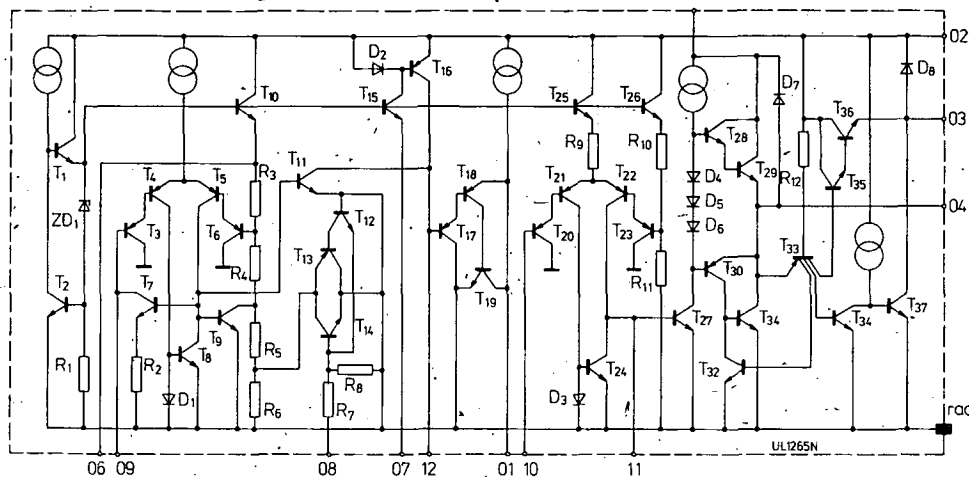 02
D2
T16
T10
T15
T25
T26
D7
D8
T28
T36
03
T1
R3
T11
R9
R10
T29
R12
T35
ZD1
T4
T5
T18
T21
T22
D4
04
T3
T6
T12
T17
T20
T23
D5
D6
T13
R4
T33
T2
T7
T19
R11
T30
T9
T14
T27
T34
T34
T37
R1
R2
T8
R5
R8
T24
T32
D1
R6
R7
D3
rad
UL1265N
06 09 08 07 12 01 10 11